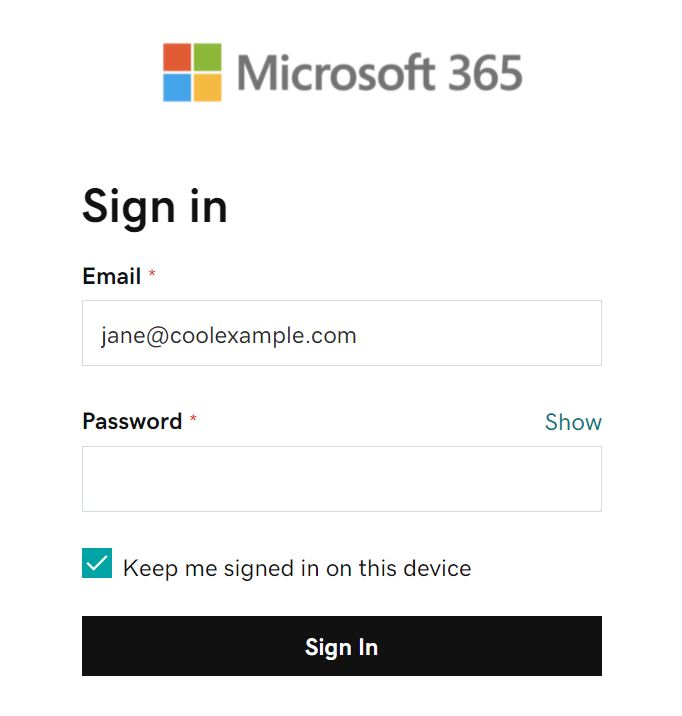 Microsoft 365
Sign in
Email *
jane@coolexample.com
Password * Show
Keep me signed in on this device
Sign In